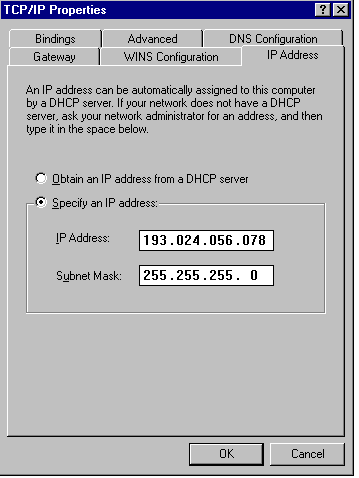 TCP/IP Properties
? X
Bindings Advanced DNS Configuration
Gateway WINS Configuration IP Address
An IP address can be automatically assigned to this computer
by a DHCP server. If your network does not have a DHCP
server, ask your network administrator for an address, and then
type it in the space below.
Obtain an IP address from a DHCP server
Specify an IP address:
IP Address: 193.024.056.078
Subnet Mask: 255.255.255. 0
OK Cancel